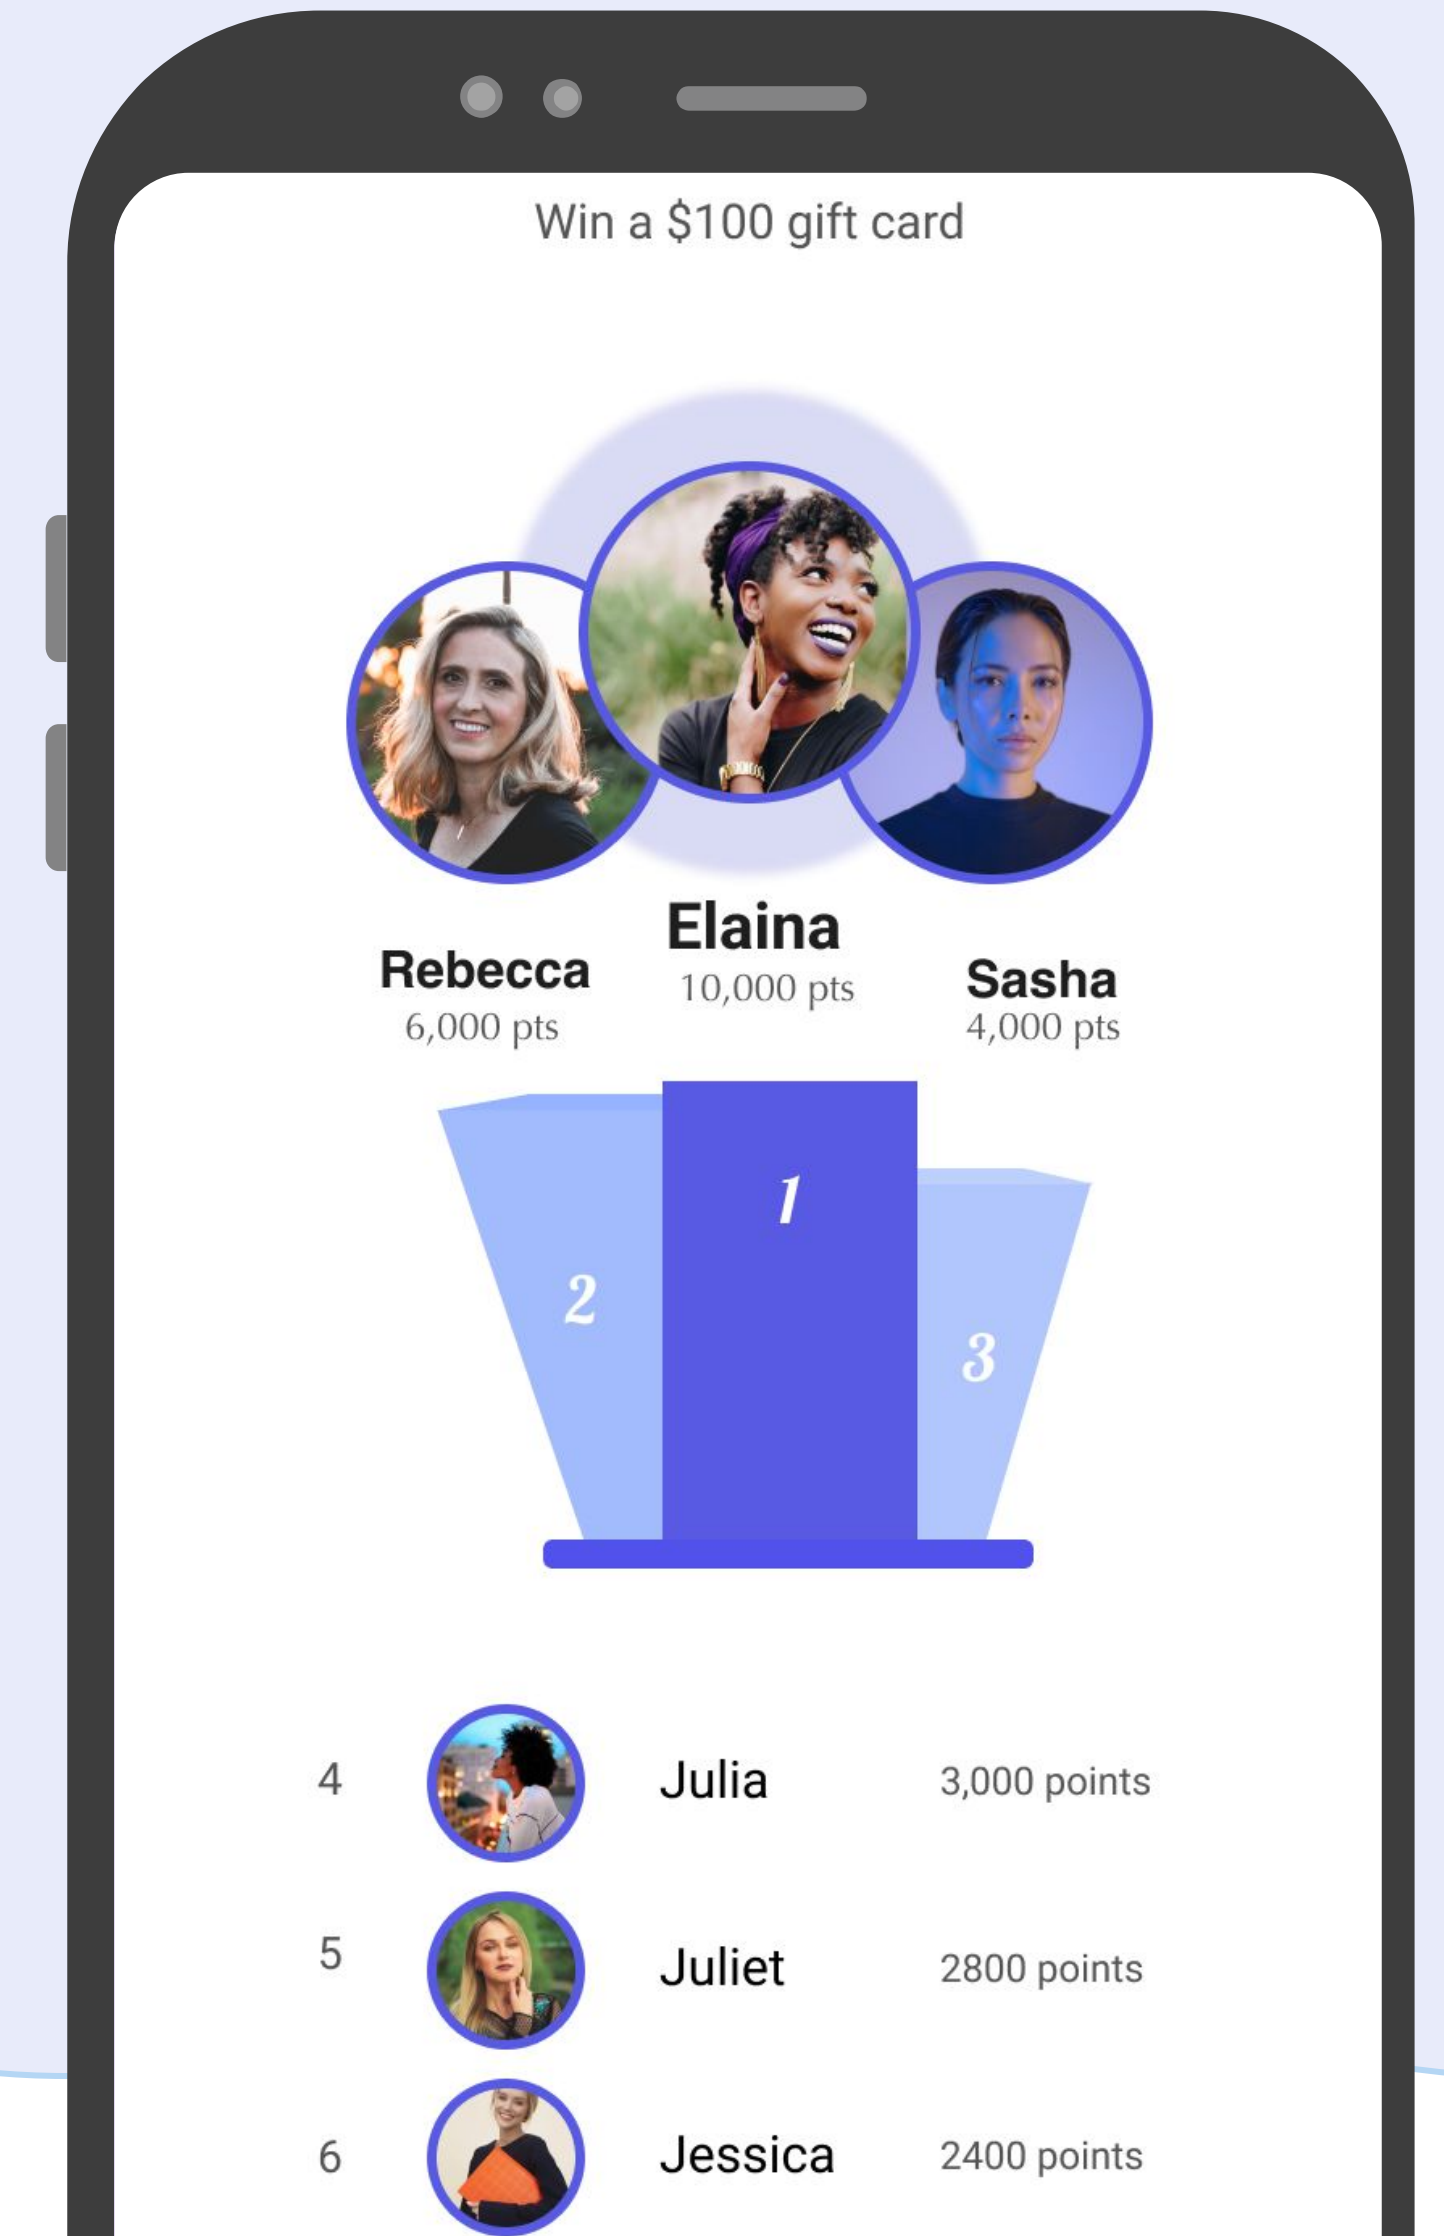 Win a $100 gift card
Elaina
10,000 pts
Rebecca
6,000 pts
Sasha
4,000 pts
1
2
3
4 Julia 3,000 points
5 Juliet 2800 points
6 Jessica 2400 points